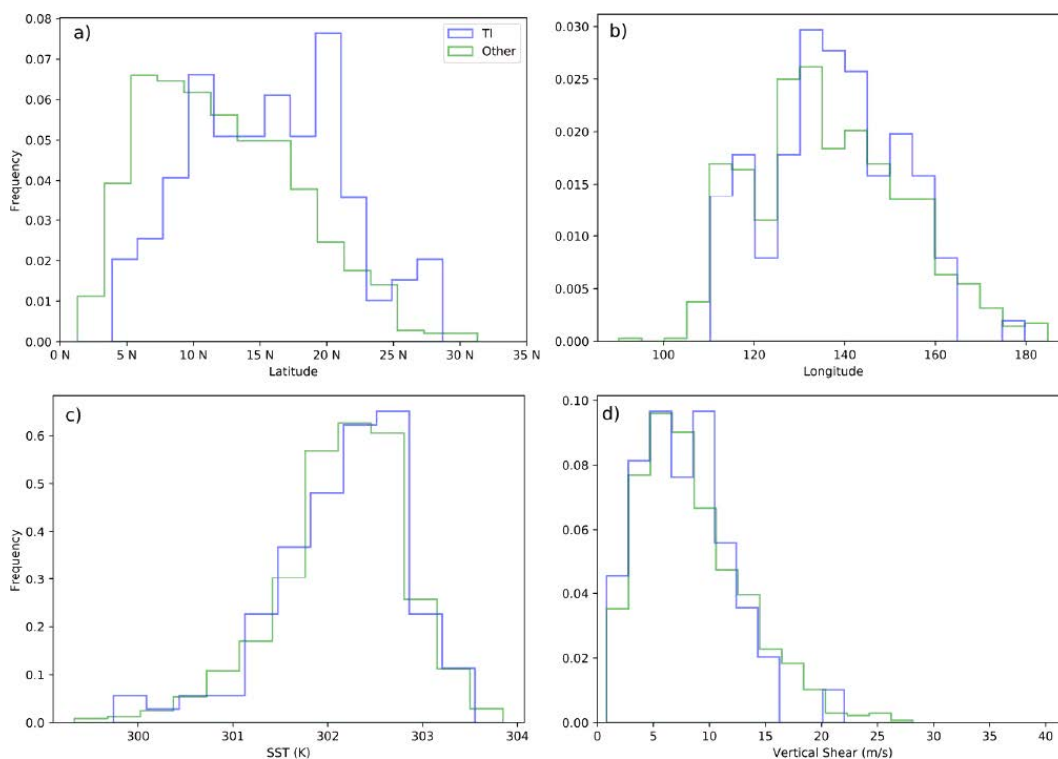 a)
TI
Other
0.08
0.07
0.06
0.05
0.04
0.03
0.02
0.01
0.00
Frequency
0 N 5 N 10 N 15 N 20 N 25 N 30 N 35 N
Latitude
b)
0.030
0.025
0.020
0.015
0.010
0.005
0.000
100 120 140 160 180
Longitude
c)
0.6
0.5
0.4
0.3
0.2
0.1
0.0
Frequency
300 301 302 303 304
SST (K)
d)
0.10
0.08
0.06
0.04
0.02
0.00
0 5 10 15 20 25 30 35 40
Vertical Shear (m/s)